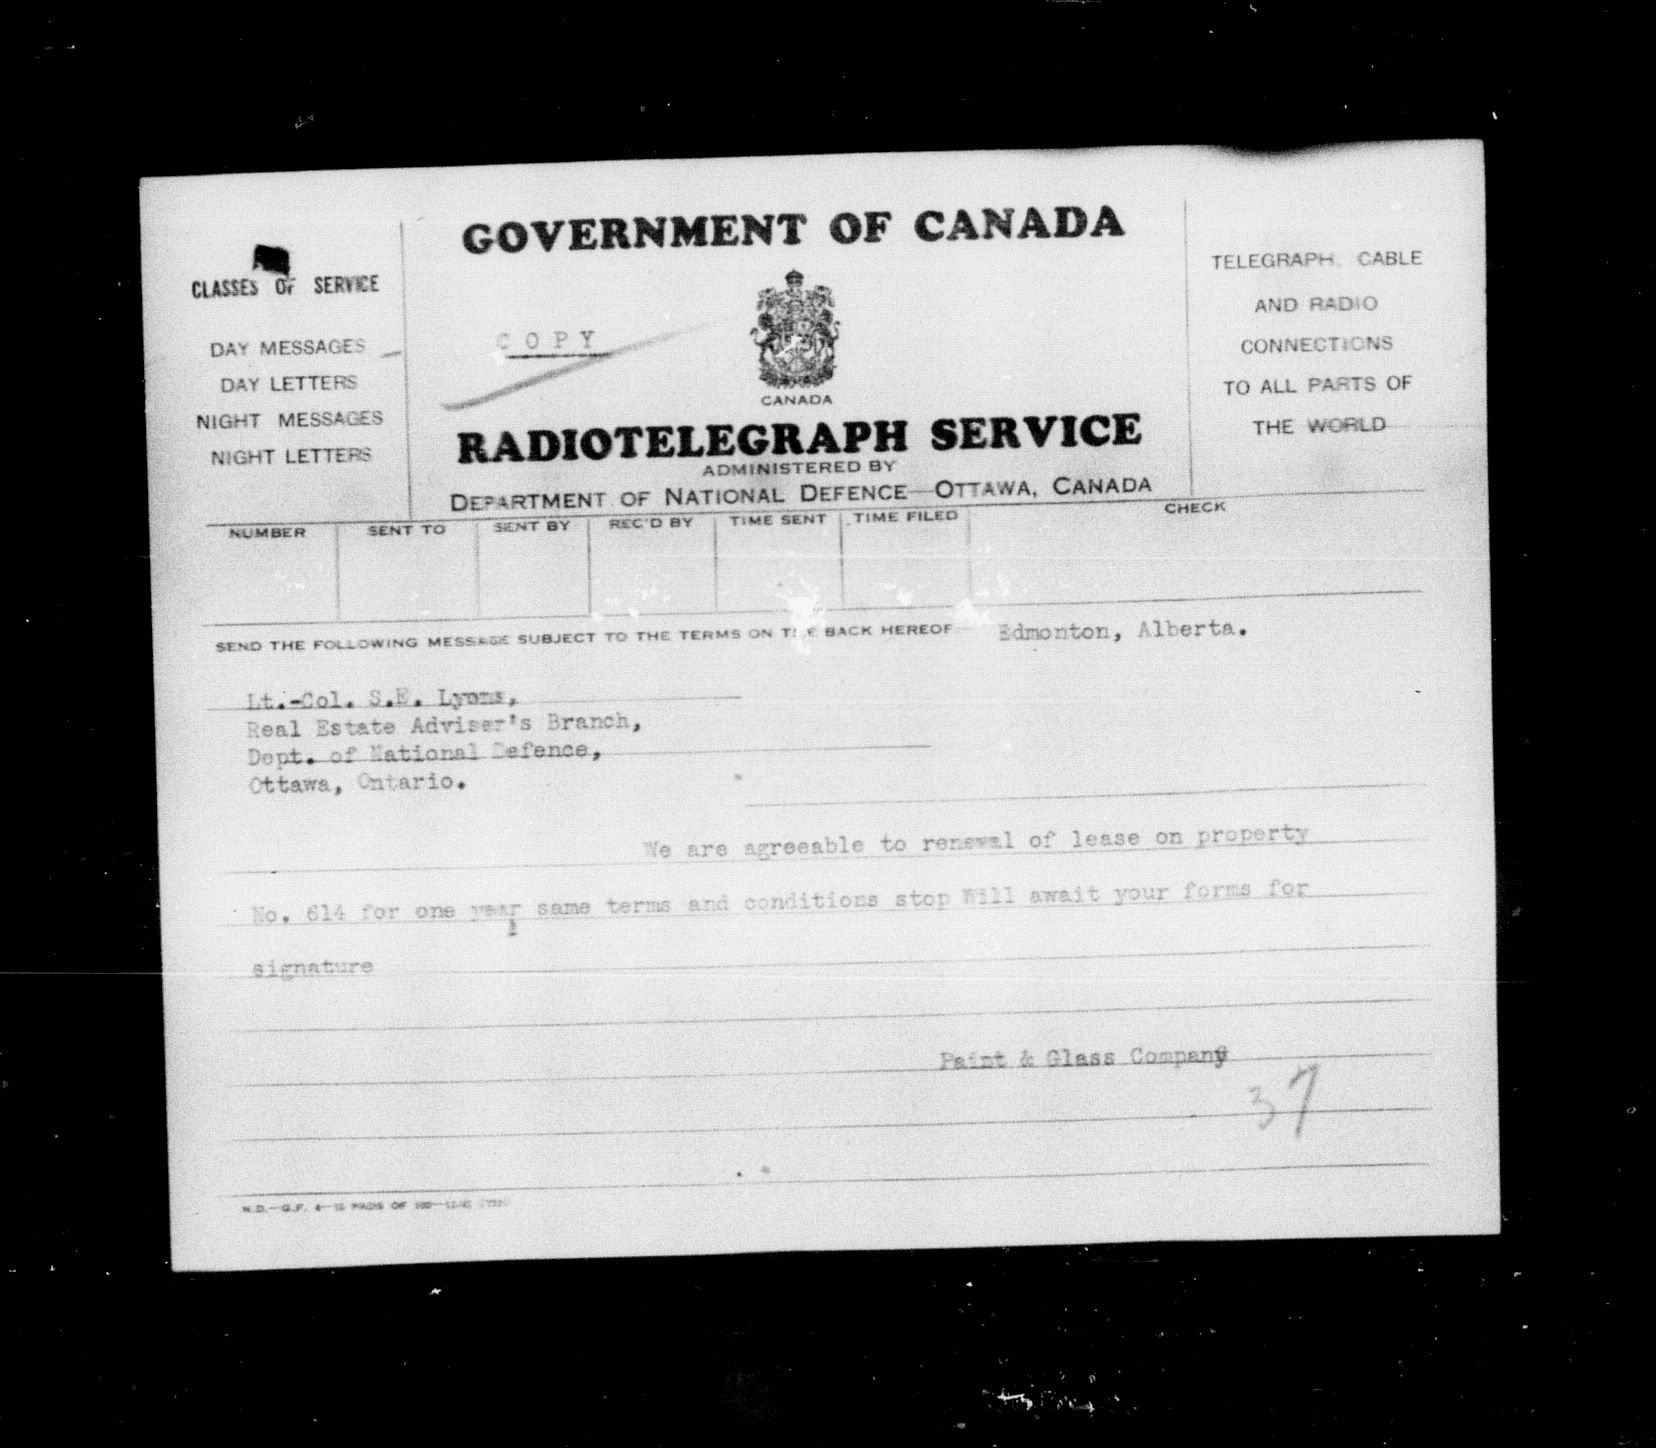 GOVERNMENT OF CANADA
CLASSES OF SERVICE
DAY MESSAGES
DAY LETTERS
NIGHT MESSAGES
NIGHT LETTERS
COPY
CANADA
RADIOTELEGRAPH SERVICE
ADMINISTERED BY
DEPARTMENT OF NATIONAL DEFENCE—OTTAWA, CANADA
TELEGRAPH, CABLE
AND RADIO
CONNECTIONS
TO ALL PARTS OF
THE WORLD
NUMBER SENT TO SENT BY REC'D BY TIME SENT TIME FILED CHECK
SEND THE FOLLOWING MESSAGE SUBJECT TO THE TERMS ON THE BACK HEREOF Edmonton, Alberta.
Lt.-Col. S.E. Lyons,
Real Estate Adviser's Branch,
Dept. of National Defence,
Ottawa, Ontario.
We are agreeable to renewal of lease on property
No. 614 for one year same terms and conditions stop Will await your forms for
signature
Paint & Glass Company
37
PADS OF